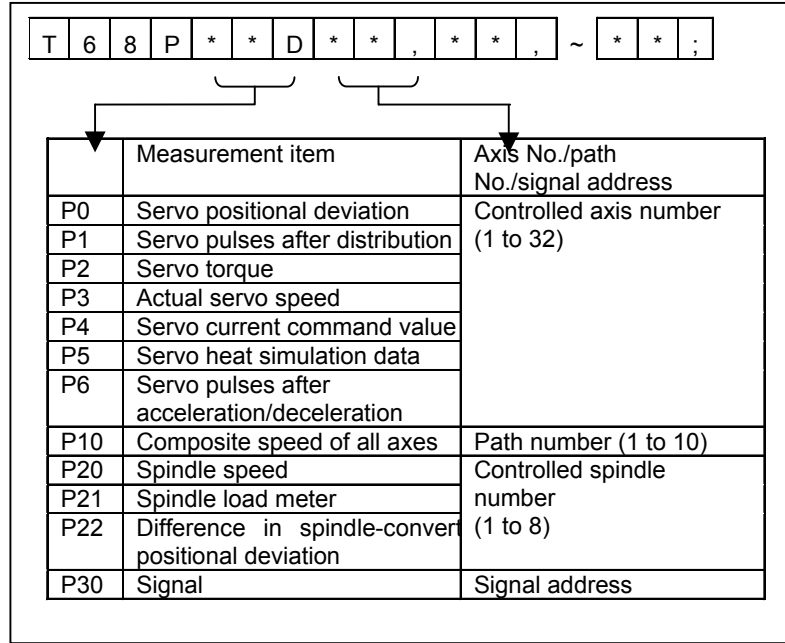 T 6 8 P * * D * * , * * , ~ * * ;
Measurement item Axis No./path No./signal address
P0 Servo positional deviation Controlled axis number (1 to 32)
P1 Servo pulses after distribution
P2 Servo torque
P3 Actual servo speed
P4 Servo current command value
P5 Servo heat simulation data
P6 Servo pulses after
acceleration/deceleration
P10 Composite speed of all axes Path number (1 to 10)
P20 Spindle speed Controlled spindle number (1 to 8)
P21 Spindle load meter
P22 Difference in spindle-convert
positional deviation
P30 Signal Signal address